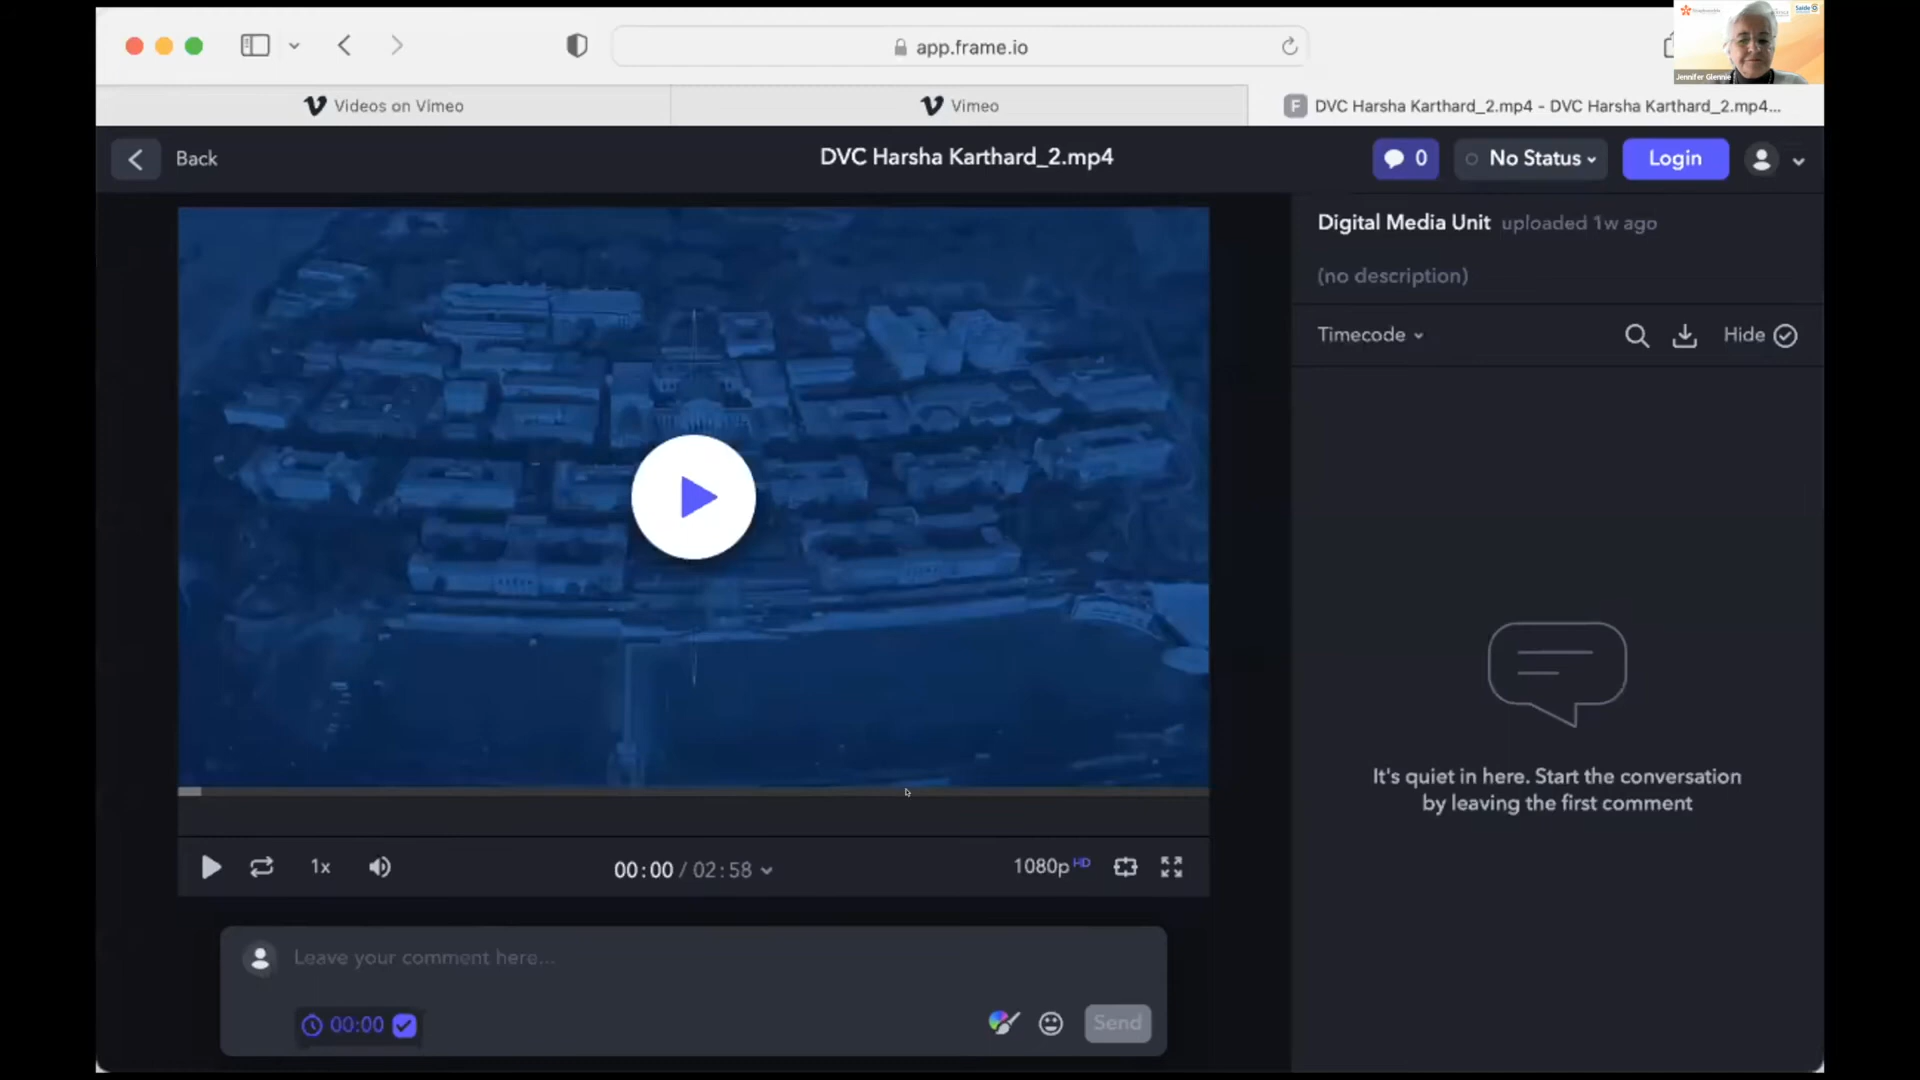 app.frame.io
Saide
Jennifer Glennie
Videos on Vimeo
Vimeo
F DVC Harsha Karthard_2.mp4 - DVC Harsha Karthard_2.mp4...
Back
DVC Harsha Karthard_2.mp4
0
No Status
Login
Digital Media Unit uploaded 1w ago
(no description)
Timecode
Hide
It's quiet in here. Start the conversation
by leaving the first comment
1x
00:00 / 02:58
1080p HD
Leave your comment here...
00:00
Send